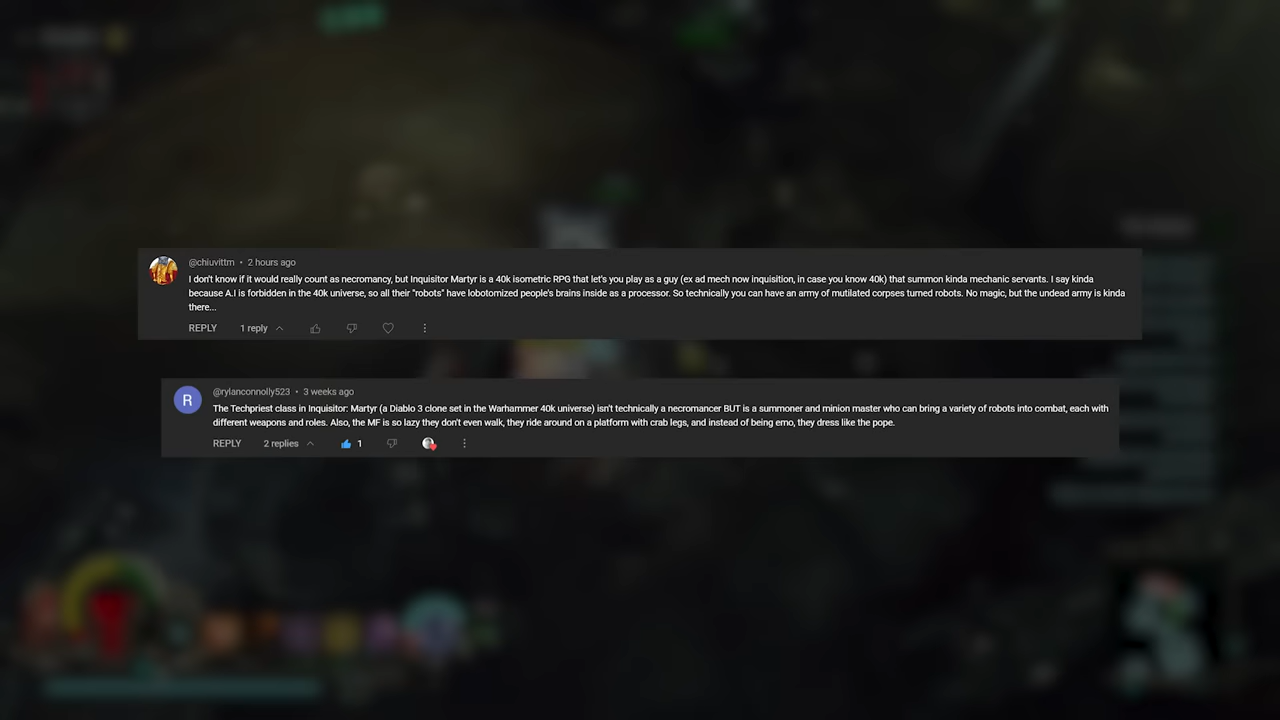 @chiuvittm • 2 hours ago
I don't know if it would really count as necromancy, but Inquisitor Martyr is a 40k isometric RPG that let's you play as a guy (ex ad mech now inquisition, in case you know 40k) that summon kinda mechanic servants. I say kinda
because A.I is forbidden in the 40k universe, so all their "robots" have lobotomized people's brains inside as a processor. So technically you can have an army of mutilated corpses turned robots. No magic, but the undead army is kinda
there...
REPLY 1 reply
R
@rylanconnolly523 • 3 weeks ago
The Techpriest class in Inquisitor: Martyr (a Diablo 3 clone set in the Warhammer 40k universe) isn't technically a necromancer BUT is a summoner and minion master who can bring a variety of robots into combat, each with
different weapons and roles. Also, the MF is so lazy they don't even walk, they ride around on a platform with crab legs, and instead of being emo, they dress like the pope.
REPLY 2 replies 1